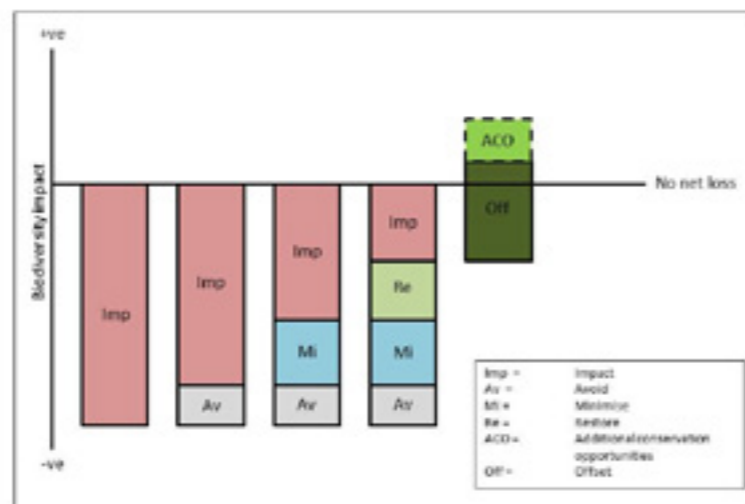 +ve
Biodiversity impact
ACO
No net loss
Off
Imp
Imp
Imp
Imp
Re
Mi
Mi
Av
Av
Av
-ve
Imp = Impact
Av = Avoid
Mi = Minimise
Re = Restore
ACO = Additional conservation
opportunities
Off = Offset